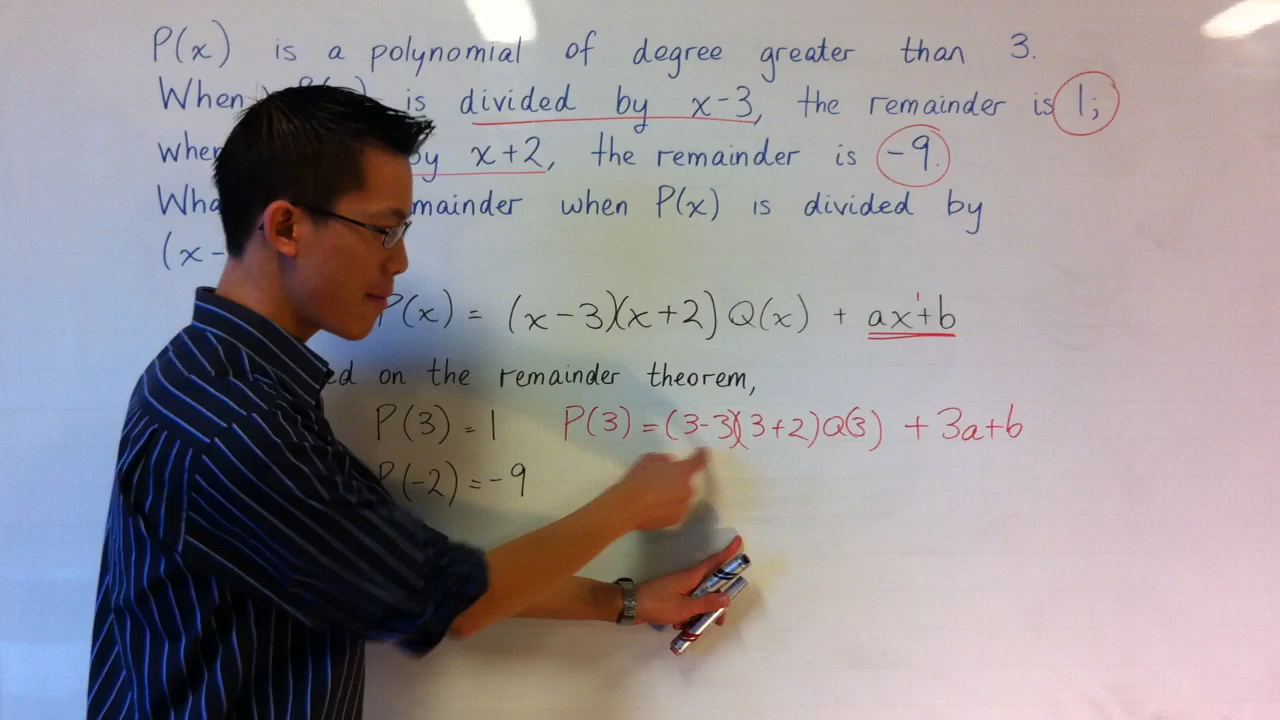 P(x) is a polynomial of degree greater than 3.
When is divided by x-3, the remainder is 1;
by x+2, the remainder is -9.
when P(x) is divided by
(x-
P(x) = (x-3)(x+2)Q(x) + ax+b
on the remainder theorem,
P(3)=1 P(3)=(3-3)(3+2)Q(3) + 3a+b
P(-2)=-9